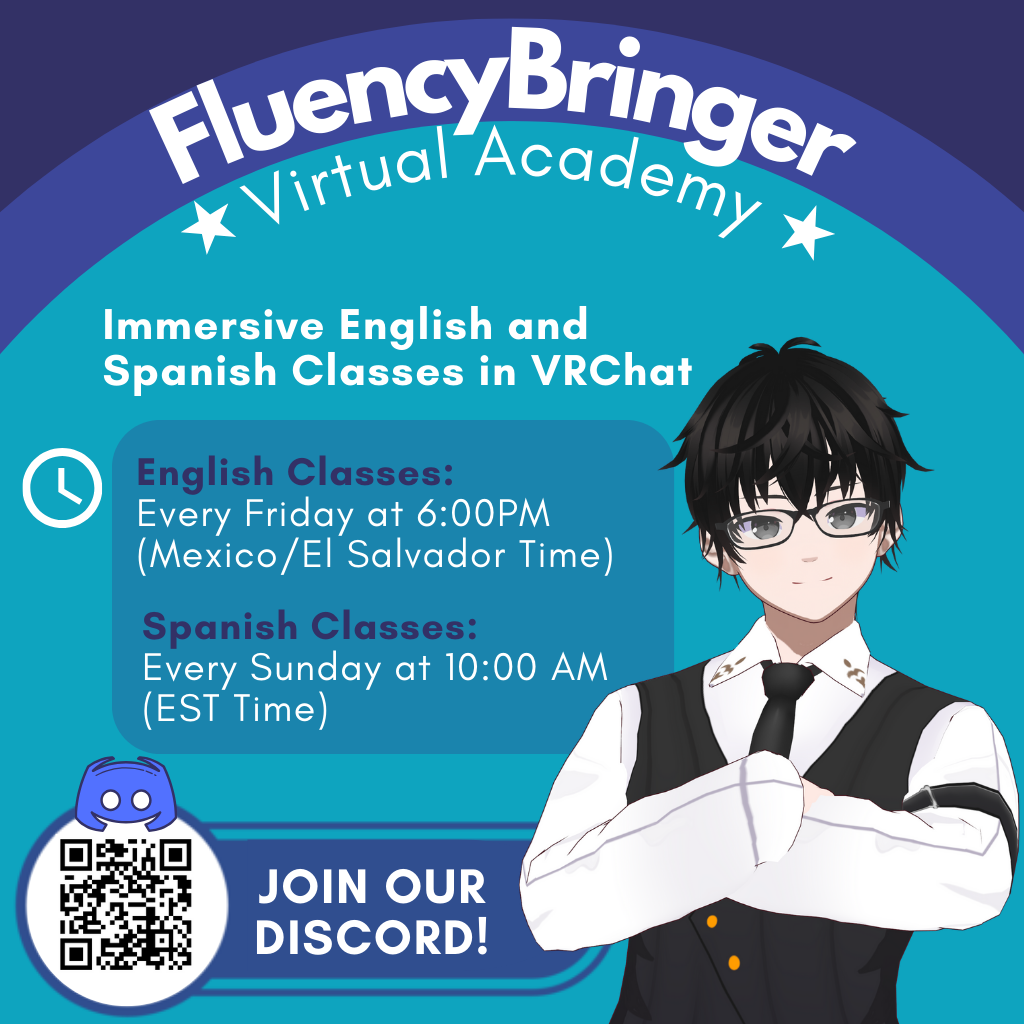 FluencyBringer
Virtual Academy
Immersive English and
Spanish Classes in VRChat
English Classes:
Every Friday at 6:00PM
(Mexico/El Salvador Time)
Spanish Classes:
Every Sunday at 10:00 AM
(EST Time)
JOIN OUR
DISCORD!